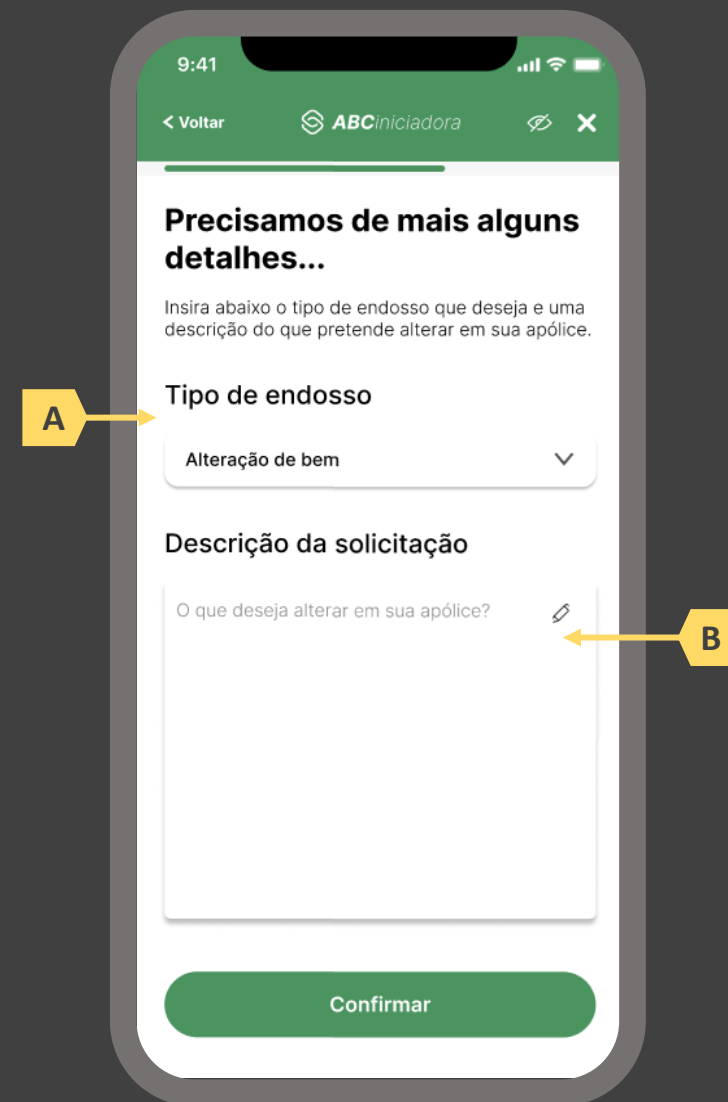 9:41
< Voltar
ABCiniciadora
Precisamos de mais alguns
detalhes...
Insira abaixo o tipo de endosso que deseja e uma
descrição do que pretende alterar em sua apólice.
Tipo de endosso
A
Alteração de bem
Descrição da solicitação
O que deseja alterar em sua apólice?
B
Confirmar